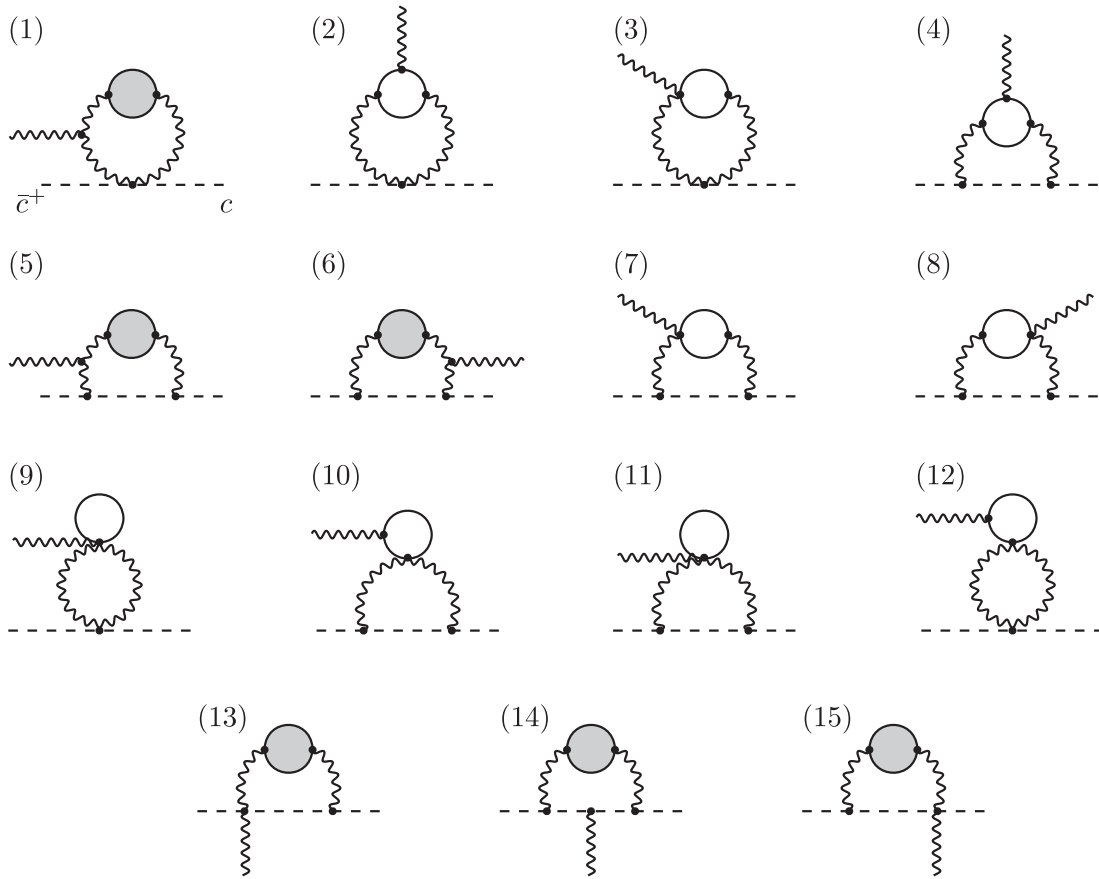 (1) (2) (3) (4)
c̄⁺ c
(5) (6) (7) (8)
(9) (10) (11) (12)
(13) (14) (15)